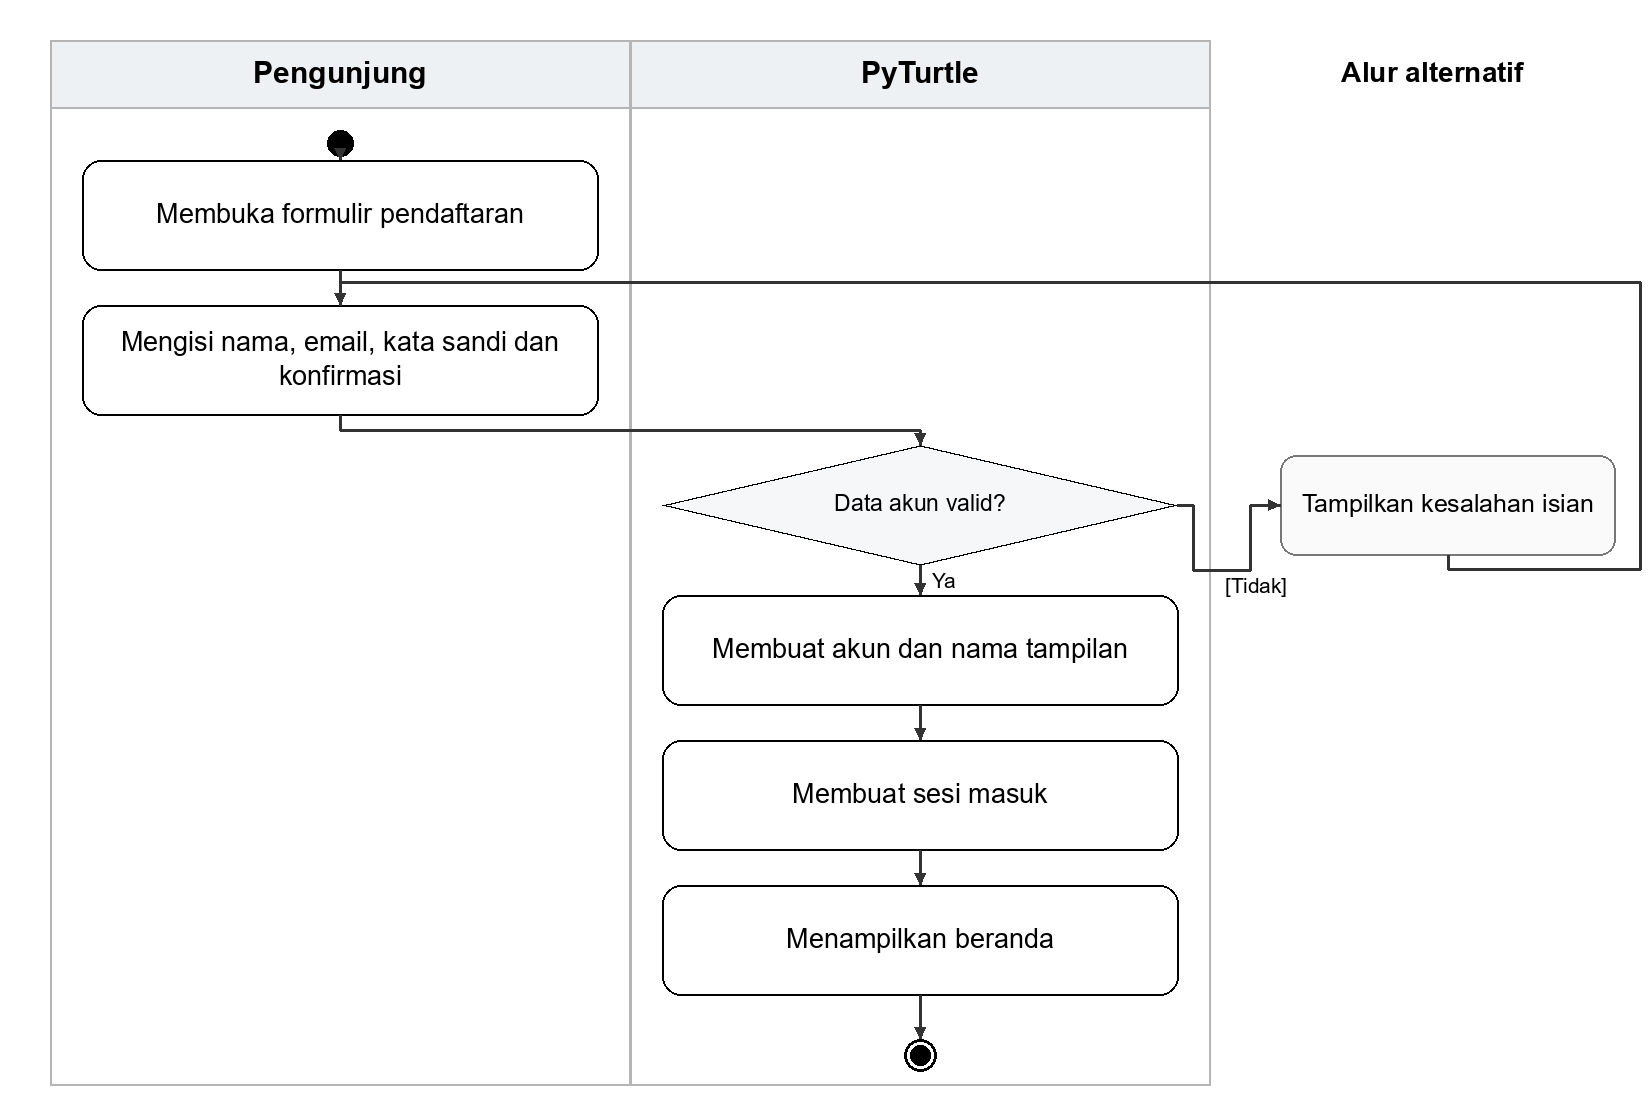 Pengunjung
PyTurtle
Alur alternatif
Membuka formulir pendaftaran
Mengisi nama, email, kata sandi dan
konfirmasi
Data akun valid?
Tampilkan kesalahan isian
Ya
[Tidak]
Membuat akun dan nama tampilan
Membuat sesi masuk
Menampilkan beranda